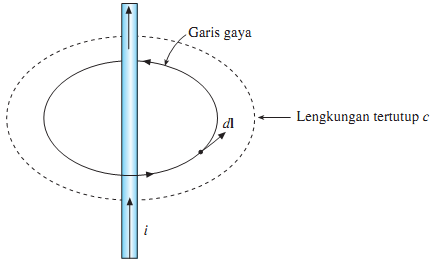 Garis gaya
dl
Lengkungan tertutup c
i